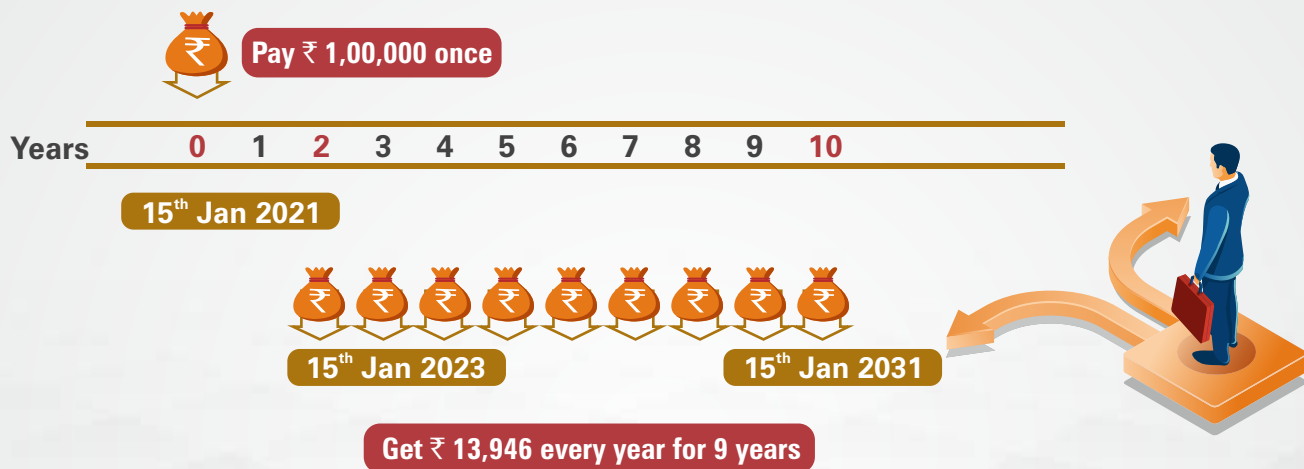 Pay ₹ 1,00,000 once
Years 0 1 2 3 4 5 6 7 8 9 10
15th Jan 2021
₹ ₹ ₹ ₹ ₹ ₹ ₹ ₹ ₹
15th Jan 2023 15th Jan 2031
Get ₹ 13,946 every year for 9 years